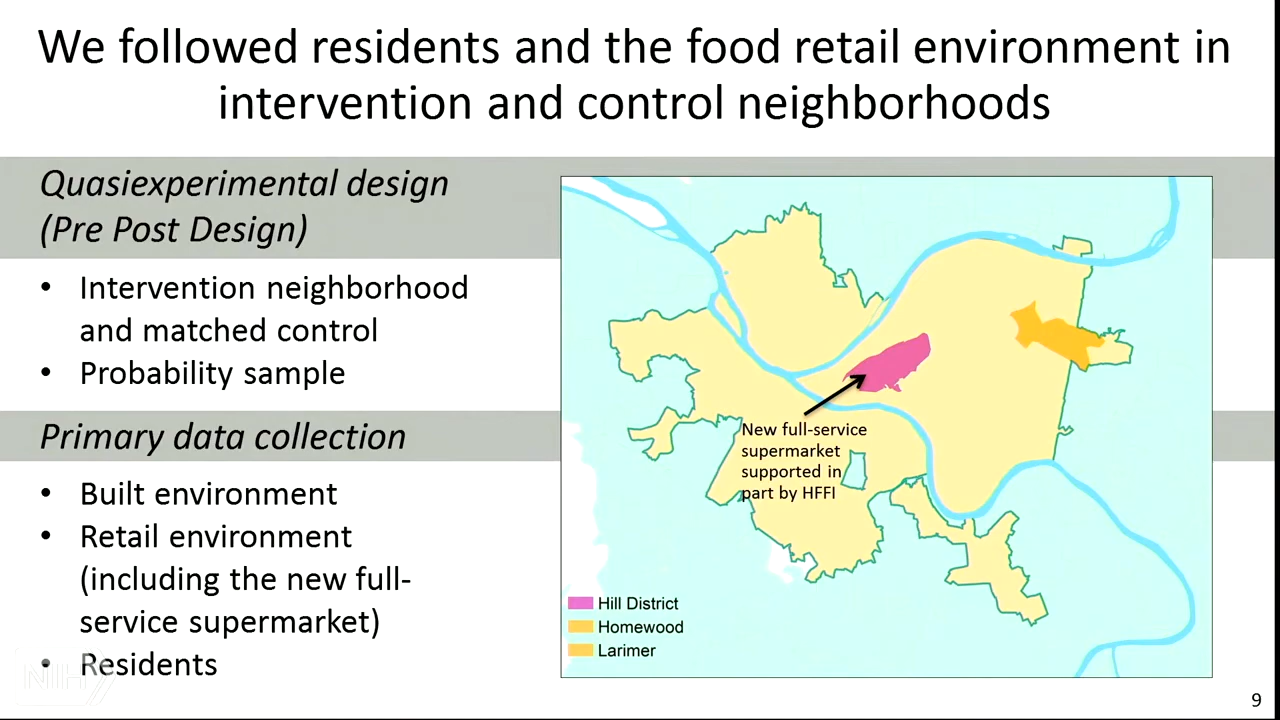 We followed residents and the food retail environment in
intervention and control neighborhoods
Quasiexperimental design
(Pre Post Design)
• Intervention neighborhood
and matched control
• Probability sample
Primary data collection
• Built environment
• Retail environment
(including the new full-
service supermarket)
• Residents
New full-service
supermarket
supported in
part by HFFI
Hill District
Homewood
Larimer
NIH
9